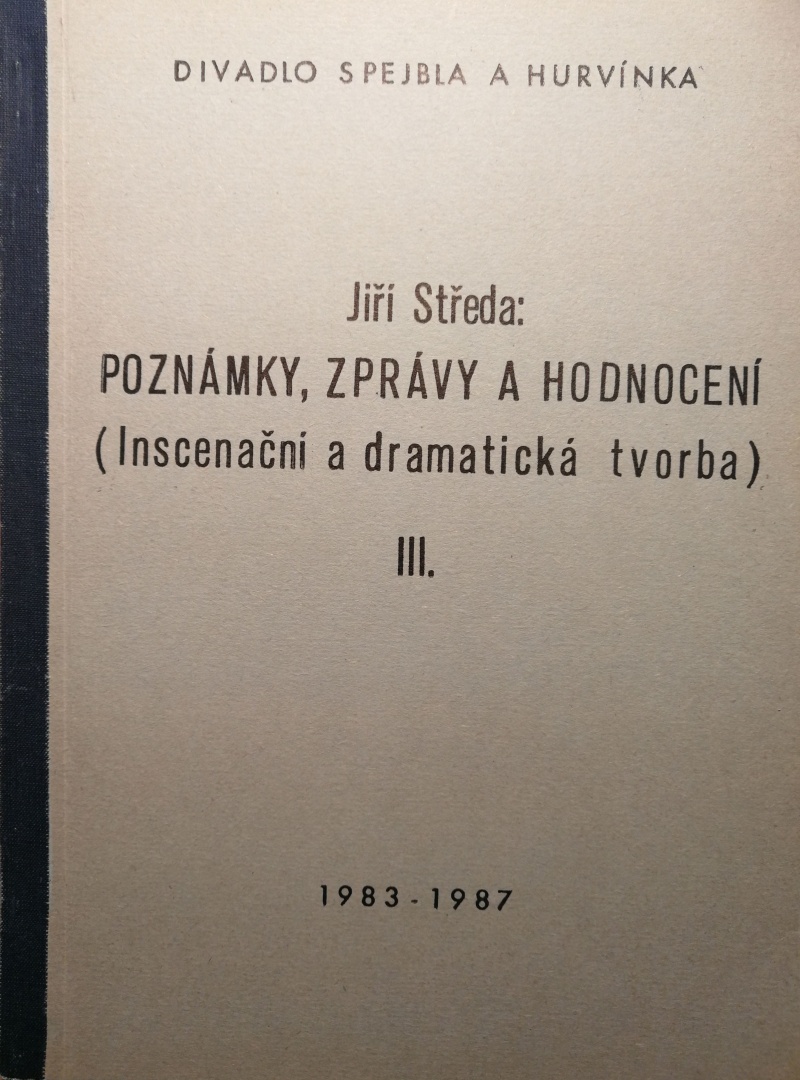 DIVADLO SPEJBLA A HURVÍNKA
Jiří Středa:
POZNÁMKY, ZPRÁVY A HODNOCENÍ
(Inscenační a dramatická tvorba)
III.
1983-1987